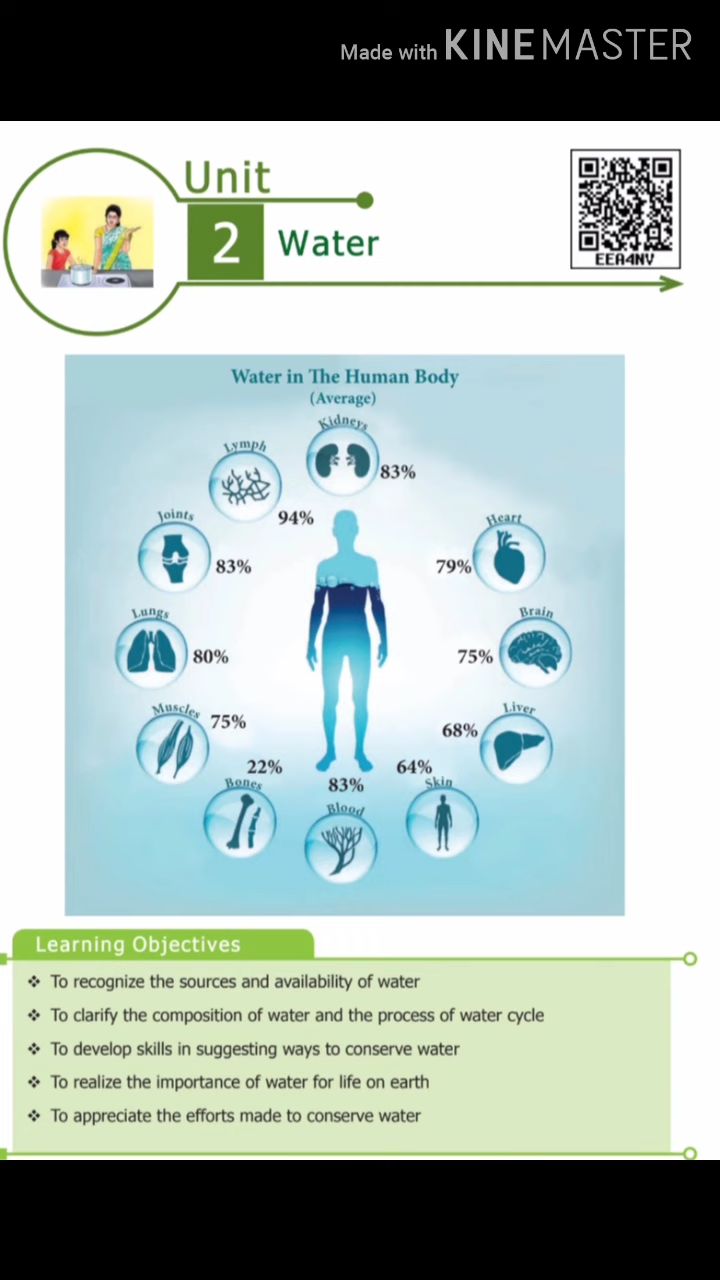 Made with KINEMASTER
Unit
2
Water
EEA4NV
Water in The Human Body
(Average)
Kidneys
83%
Lymph
94%
Joints
83%
Heart
79%
Lungs
80%
Brain
75%
Muscles
75%
Liver
68%
22%
Bones
83%
Blood
64%
Skin
Learning Objectives
❖ To recognize the sources and availability of water
❖ To clarify the composition of water and the process of water cycle
❖ To develop skills in suggesting ways to conserve water
❖ To realize the importance of water for life on earth
❖ To appreciate the efforts made to conserve water